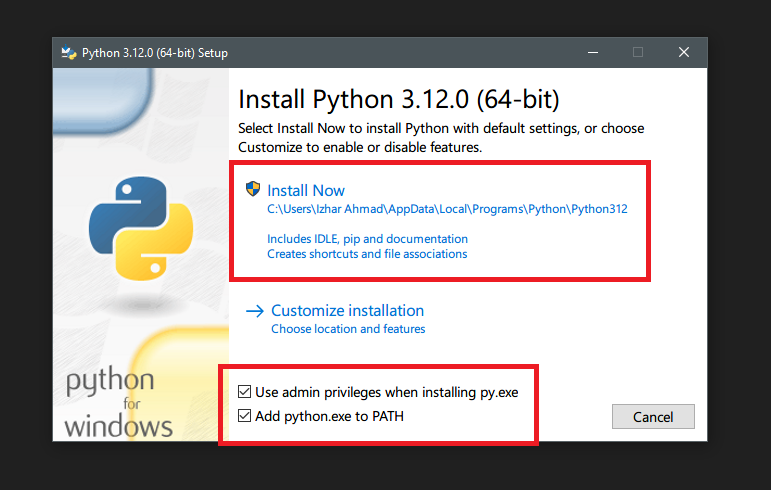 Python 3.12.0 (64-bit) Setup
Install Python 3.12.0 (64-bit)
Select Install Now to install Python with default settings, or choose
Customize to enable or disable features.
Install Now
C:\Users\Izhar Ahmad\AppData\Local\Programs\Python\Python312
Includes IDLE, pip and documentation
Creates shortcuts and file associations
Customize installation
Choose location and features
Use admin privileges when installing py.exe
Add python.exe to PATH
Cancel
python
for
windows